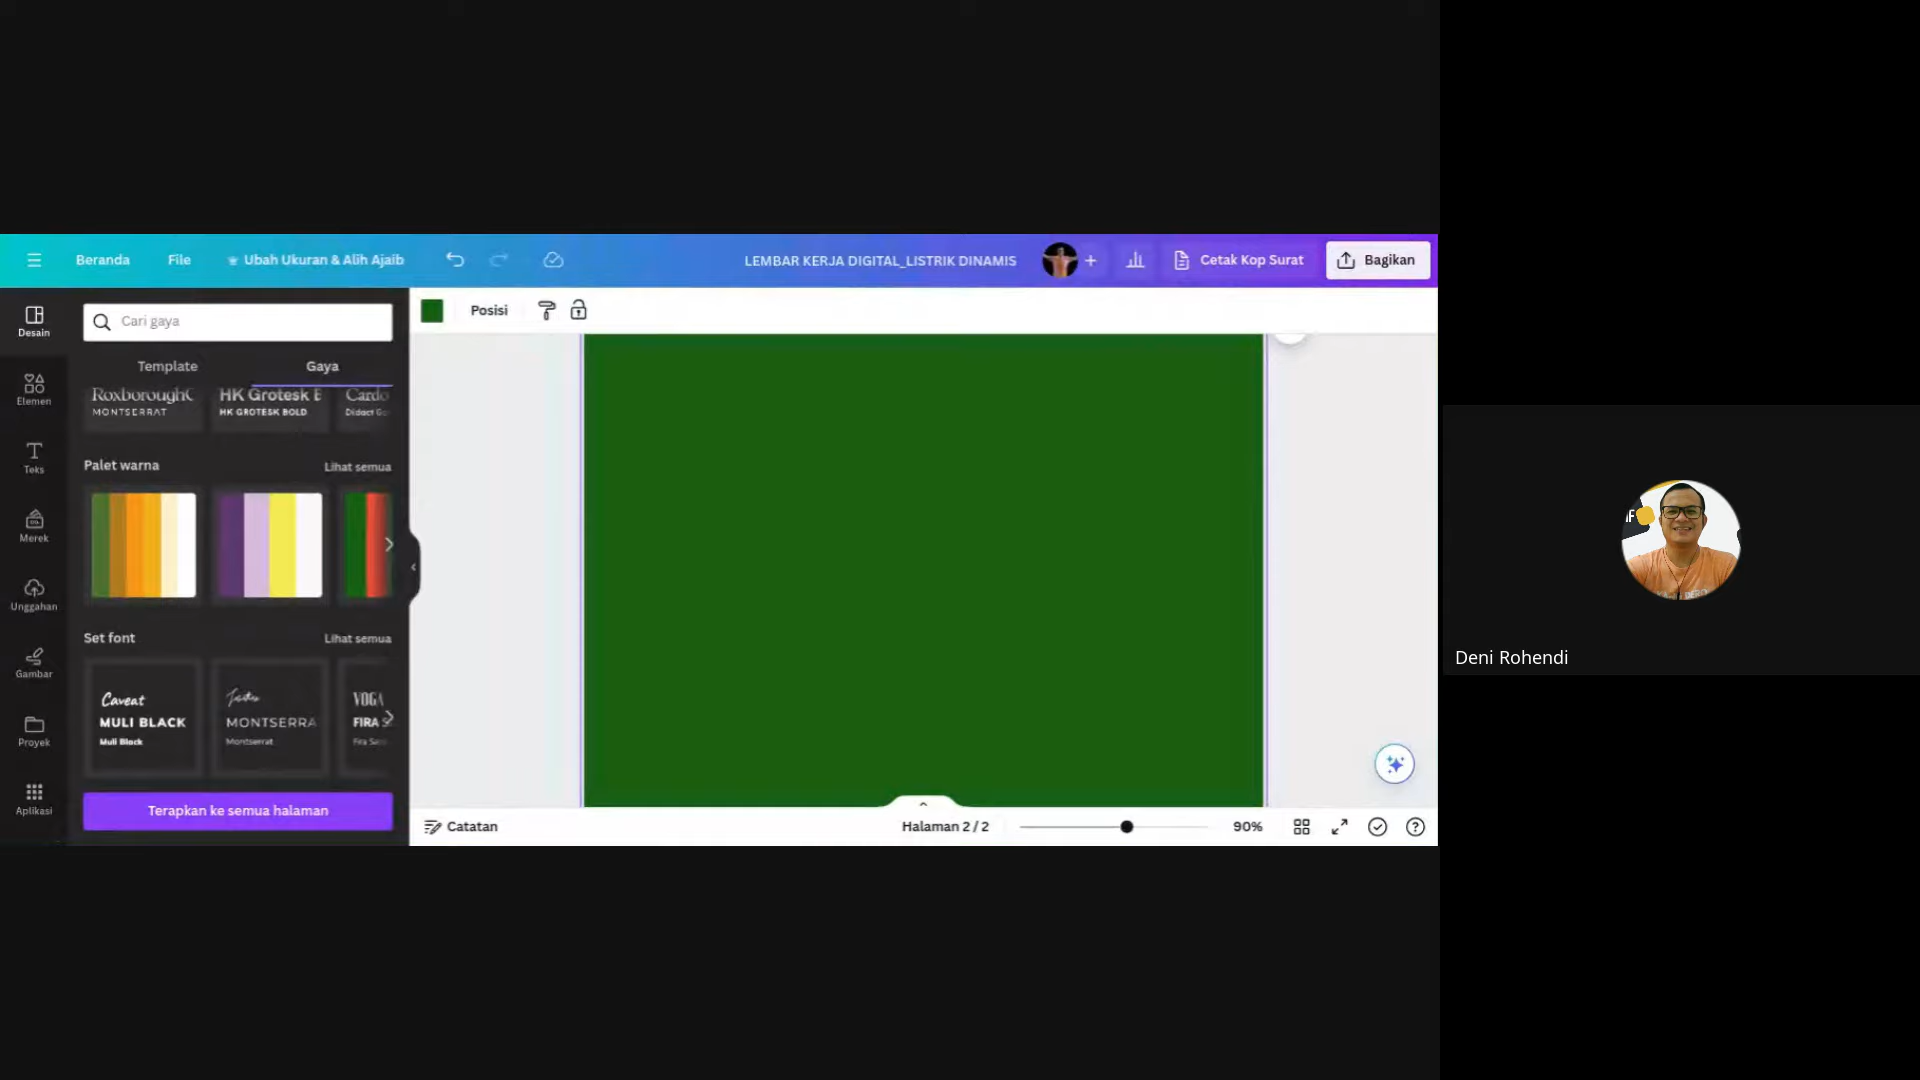 Beranda
File
Ubah Ukuran & Alih Ajaib
LEMBAR KERJA DIGITAL_LISTRIK DINAMIS
Cetak Kop Surat
Bagikan
Desain
Elemen
Teks
Merek
Unggahan
Gambar
Proyek
Aplikasi
Cari gaya
Template
Gaya
MONTSERRAT
HK Grotesk
HK GROTESK BOLD
Cardo
Didact
Palet warna
Lihat semua
Set font
Lihat semua
Caveat
MULI BLACK
Muli Black
MONTSERRA
Montserrat
FIRA
Fira
Terapkan ke semua halaman
Posisi
Catatan
Halaman 2 / 2
90%
Deni Rohendi